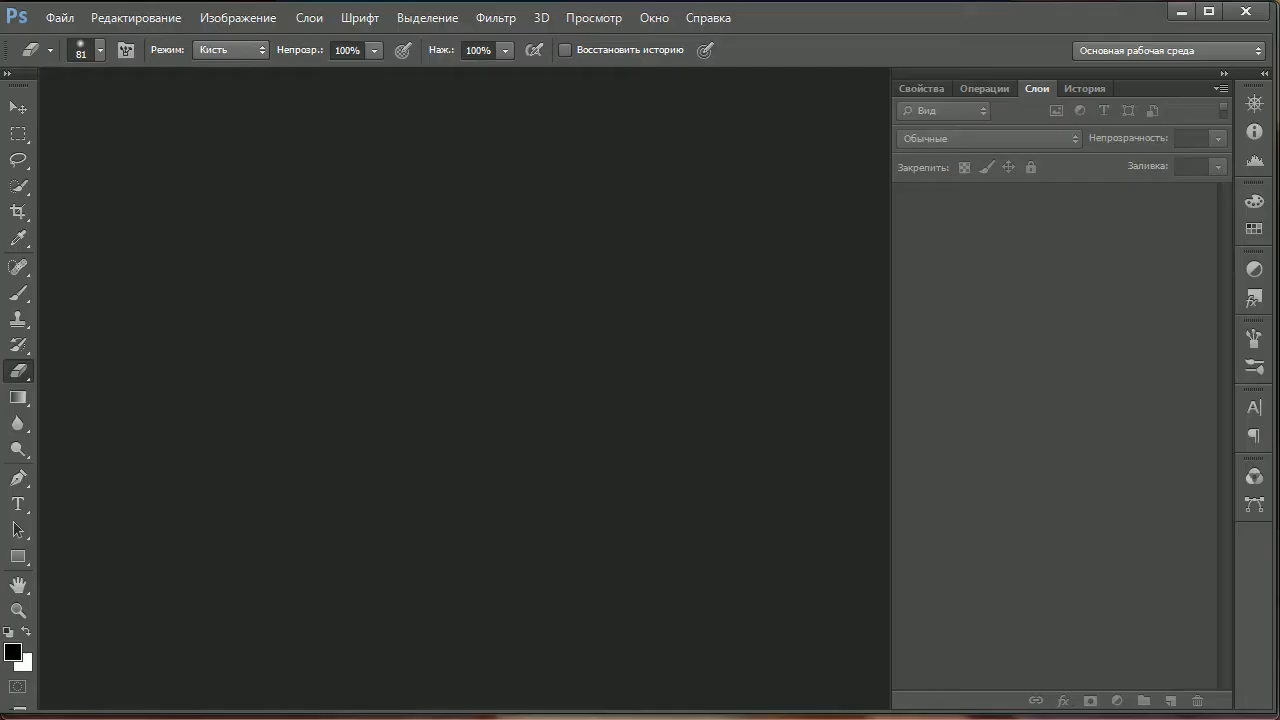 Ps Файл Редактирование Изображение Слои Шрифт Выделение Фильтр 3D Просмотр Окно Справка
81 Режим: Кисть Непрозр.: 100% Наж.: 100% Восстановить историю Основная рабочая среда
Свойства Операции Слои История
Вид
Обычные Непрозрачность:
Закрепить: Заливка: